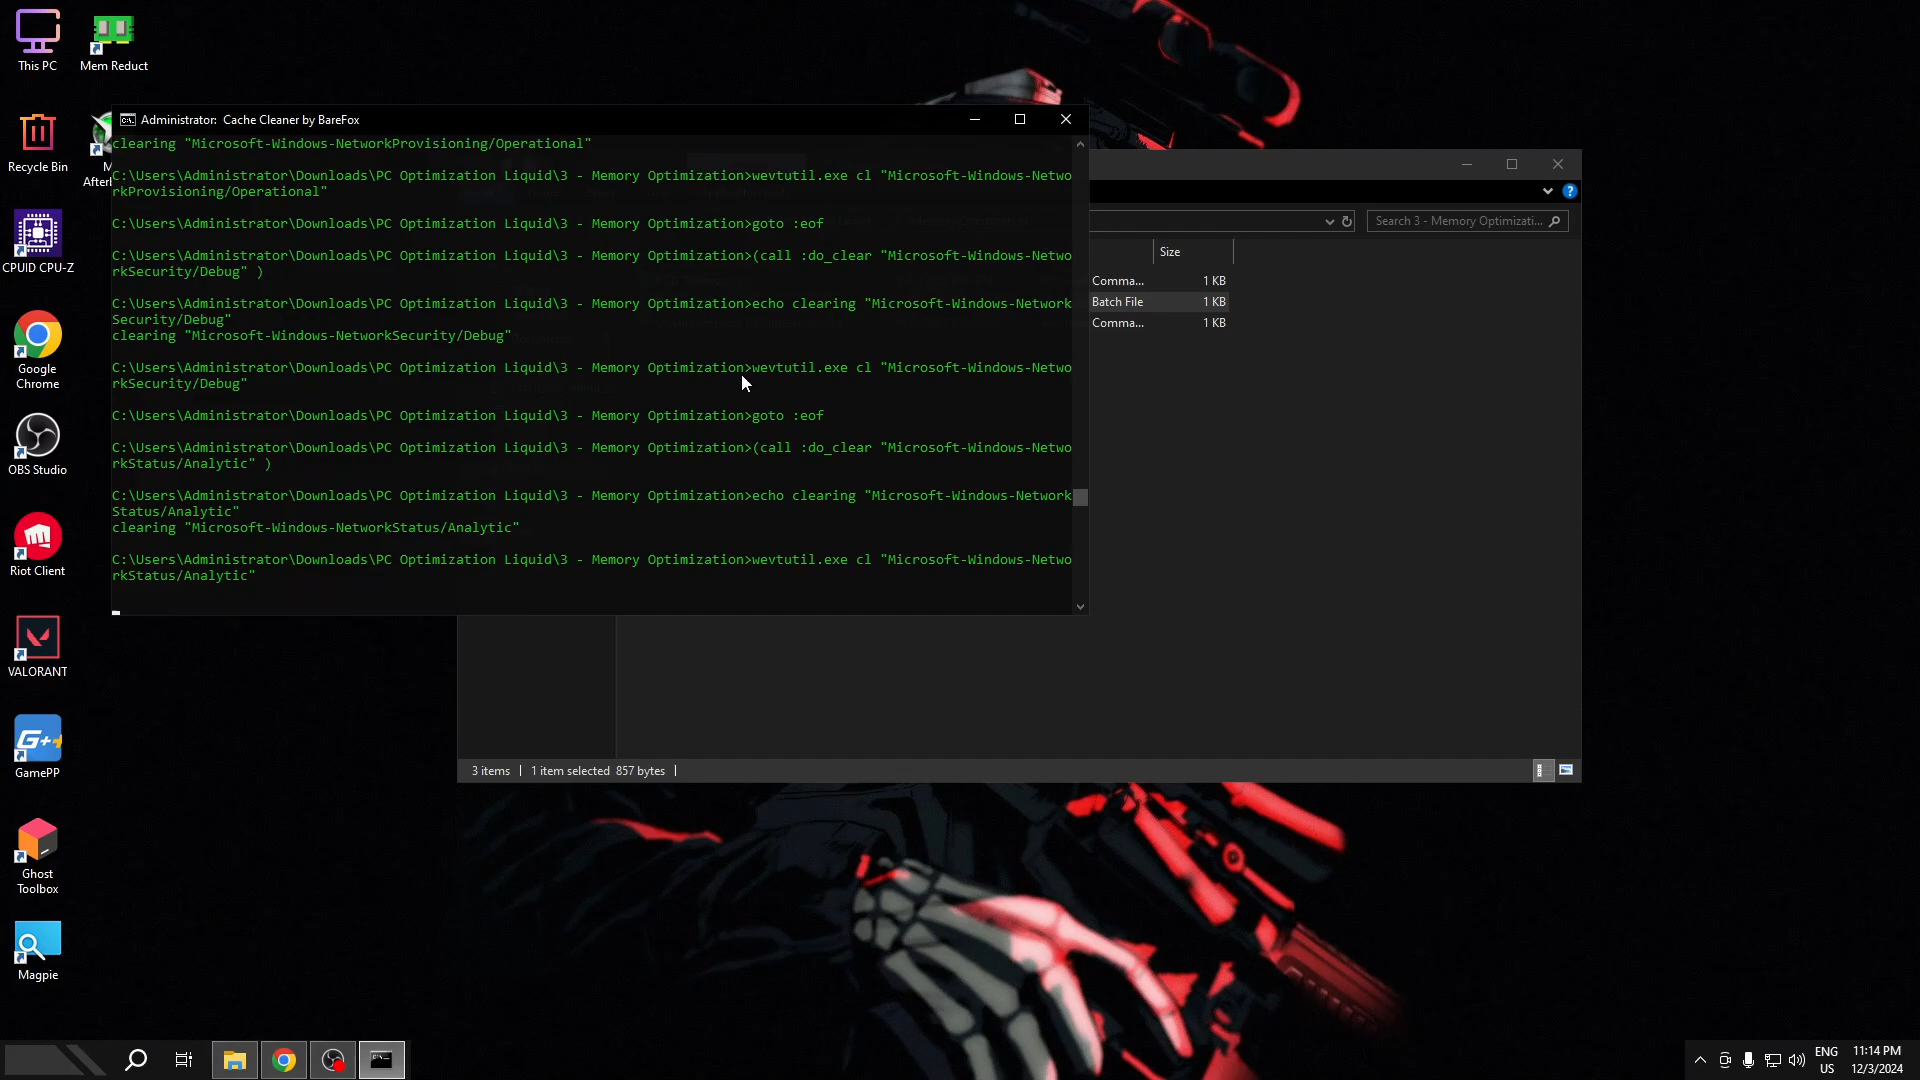 This PC
Mem Reduct
Recycle Bin
CPUID CPU-Z
Google
Chrome
OBS Studio
Riot Client
VALORANT
GamePP
Ghost
Toolbox
Magpie
Administrator:  Cache Cleaner by BareFox
clearing "Microsoft-Windows-NetworkProvisioning/Operational"
C:\Users\Administrator\Downloads\PC Optimization Liquid\3 - Memory Optimization>wevtutil.exe cl "Microsoft-Windows-Netwo
rkProvisioning/Operational"
C:\Users\Administrator\Downloads\PC Optimization Liquid\3 - Memory Optimization>goto :eof
C:\Users\Administrator\Downloads\PC Optimization Liquid\3 - Memory Optimization>(call :do_clear "Microsoft-Windows-Netwo
rkSecurity/Debug" )
C:\Users\Administrator\Downloads\PC Optimization Liquid\3 - Memory Optimization>echo clearing "Microsoft-Windows-Network
Security/Debug"
clearing "Microsoft-Windows-NetworkSecurity/Debug"
C:\Users\Administrator\Downloads\PC Optimization Liquid\3 - Memory Optimization>wevtutil.exe cl "Microsoft-Windows-Netwo
rkSecurity/Debug"
C:\Users\Administrator\Downloads\PC Optimization Liquid\3 - Memory Optimization>goto :eof
C:\Users\Administrator\Downloads\PC Optimization Liquid\3 - Memory Optimization>(call :do_clear "Microsoft-Windows-Netwo
rkStatus/Analytic" )
C:\Users\Administrator\Downloads\PC Optimization Liquid\3 - Memory Optimization>echo clearing "Microsoft-Windows-Network
Status/Analytic"
clearing "Microsoft-Windows-NetworkStatus/Analytic"
C:\Users\Administrator\Downloads\PC Optimization Liquid\3 - Memory Optimization>wevtutil.exe cl "Microsoft-Windows-Netwo
rkStatus/Analytic"
Search 3 - Memory Optimizati...
Size
Comma... 1 KB
Batch File 1 KB
Comma... 1 KB
3 items 1 item selected 857 bytes
ENG
US
11:14 PM
12/3/2024